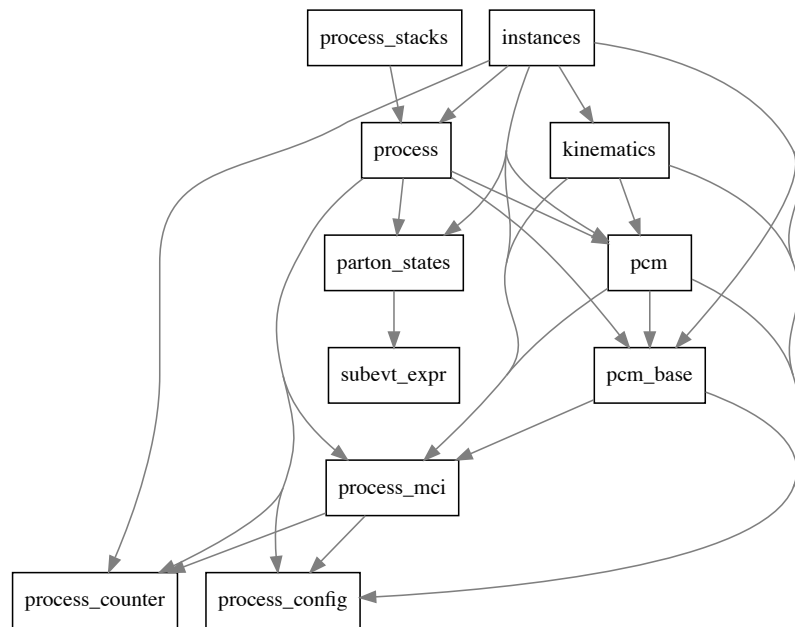 process_stacks
instances
process
kinematics
parton_states
pcm
subevt_expr
pcm_base
process_mci
process_counter
process_config